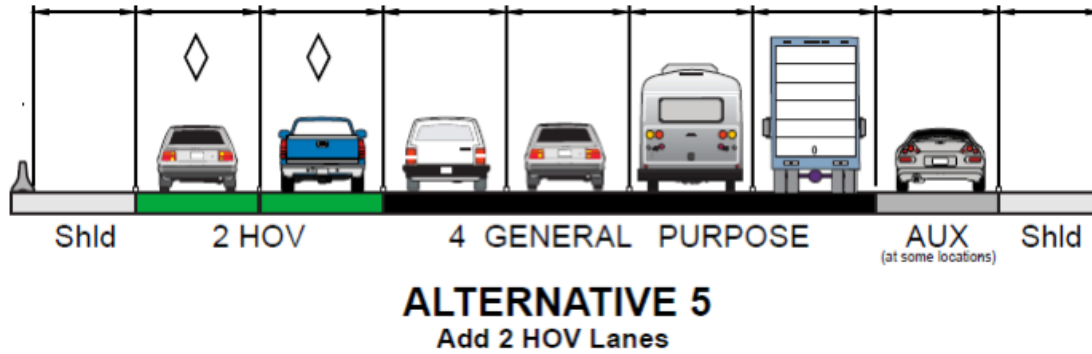 Shld 2 HOV 4 GENERAL PURPOSE AUX Shld
(at some locations)
ALTERNATIVE 5
Add 2 HOV Lanes